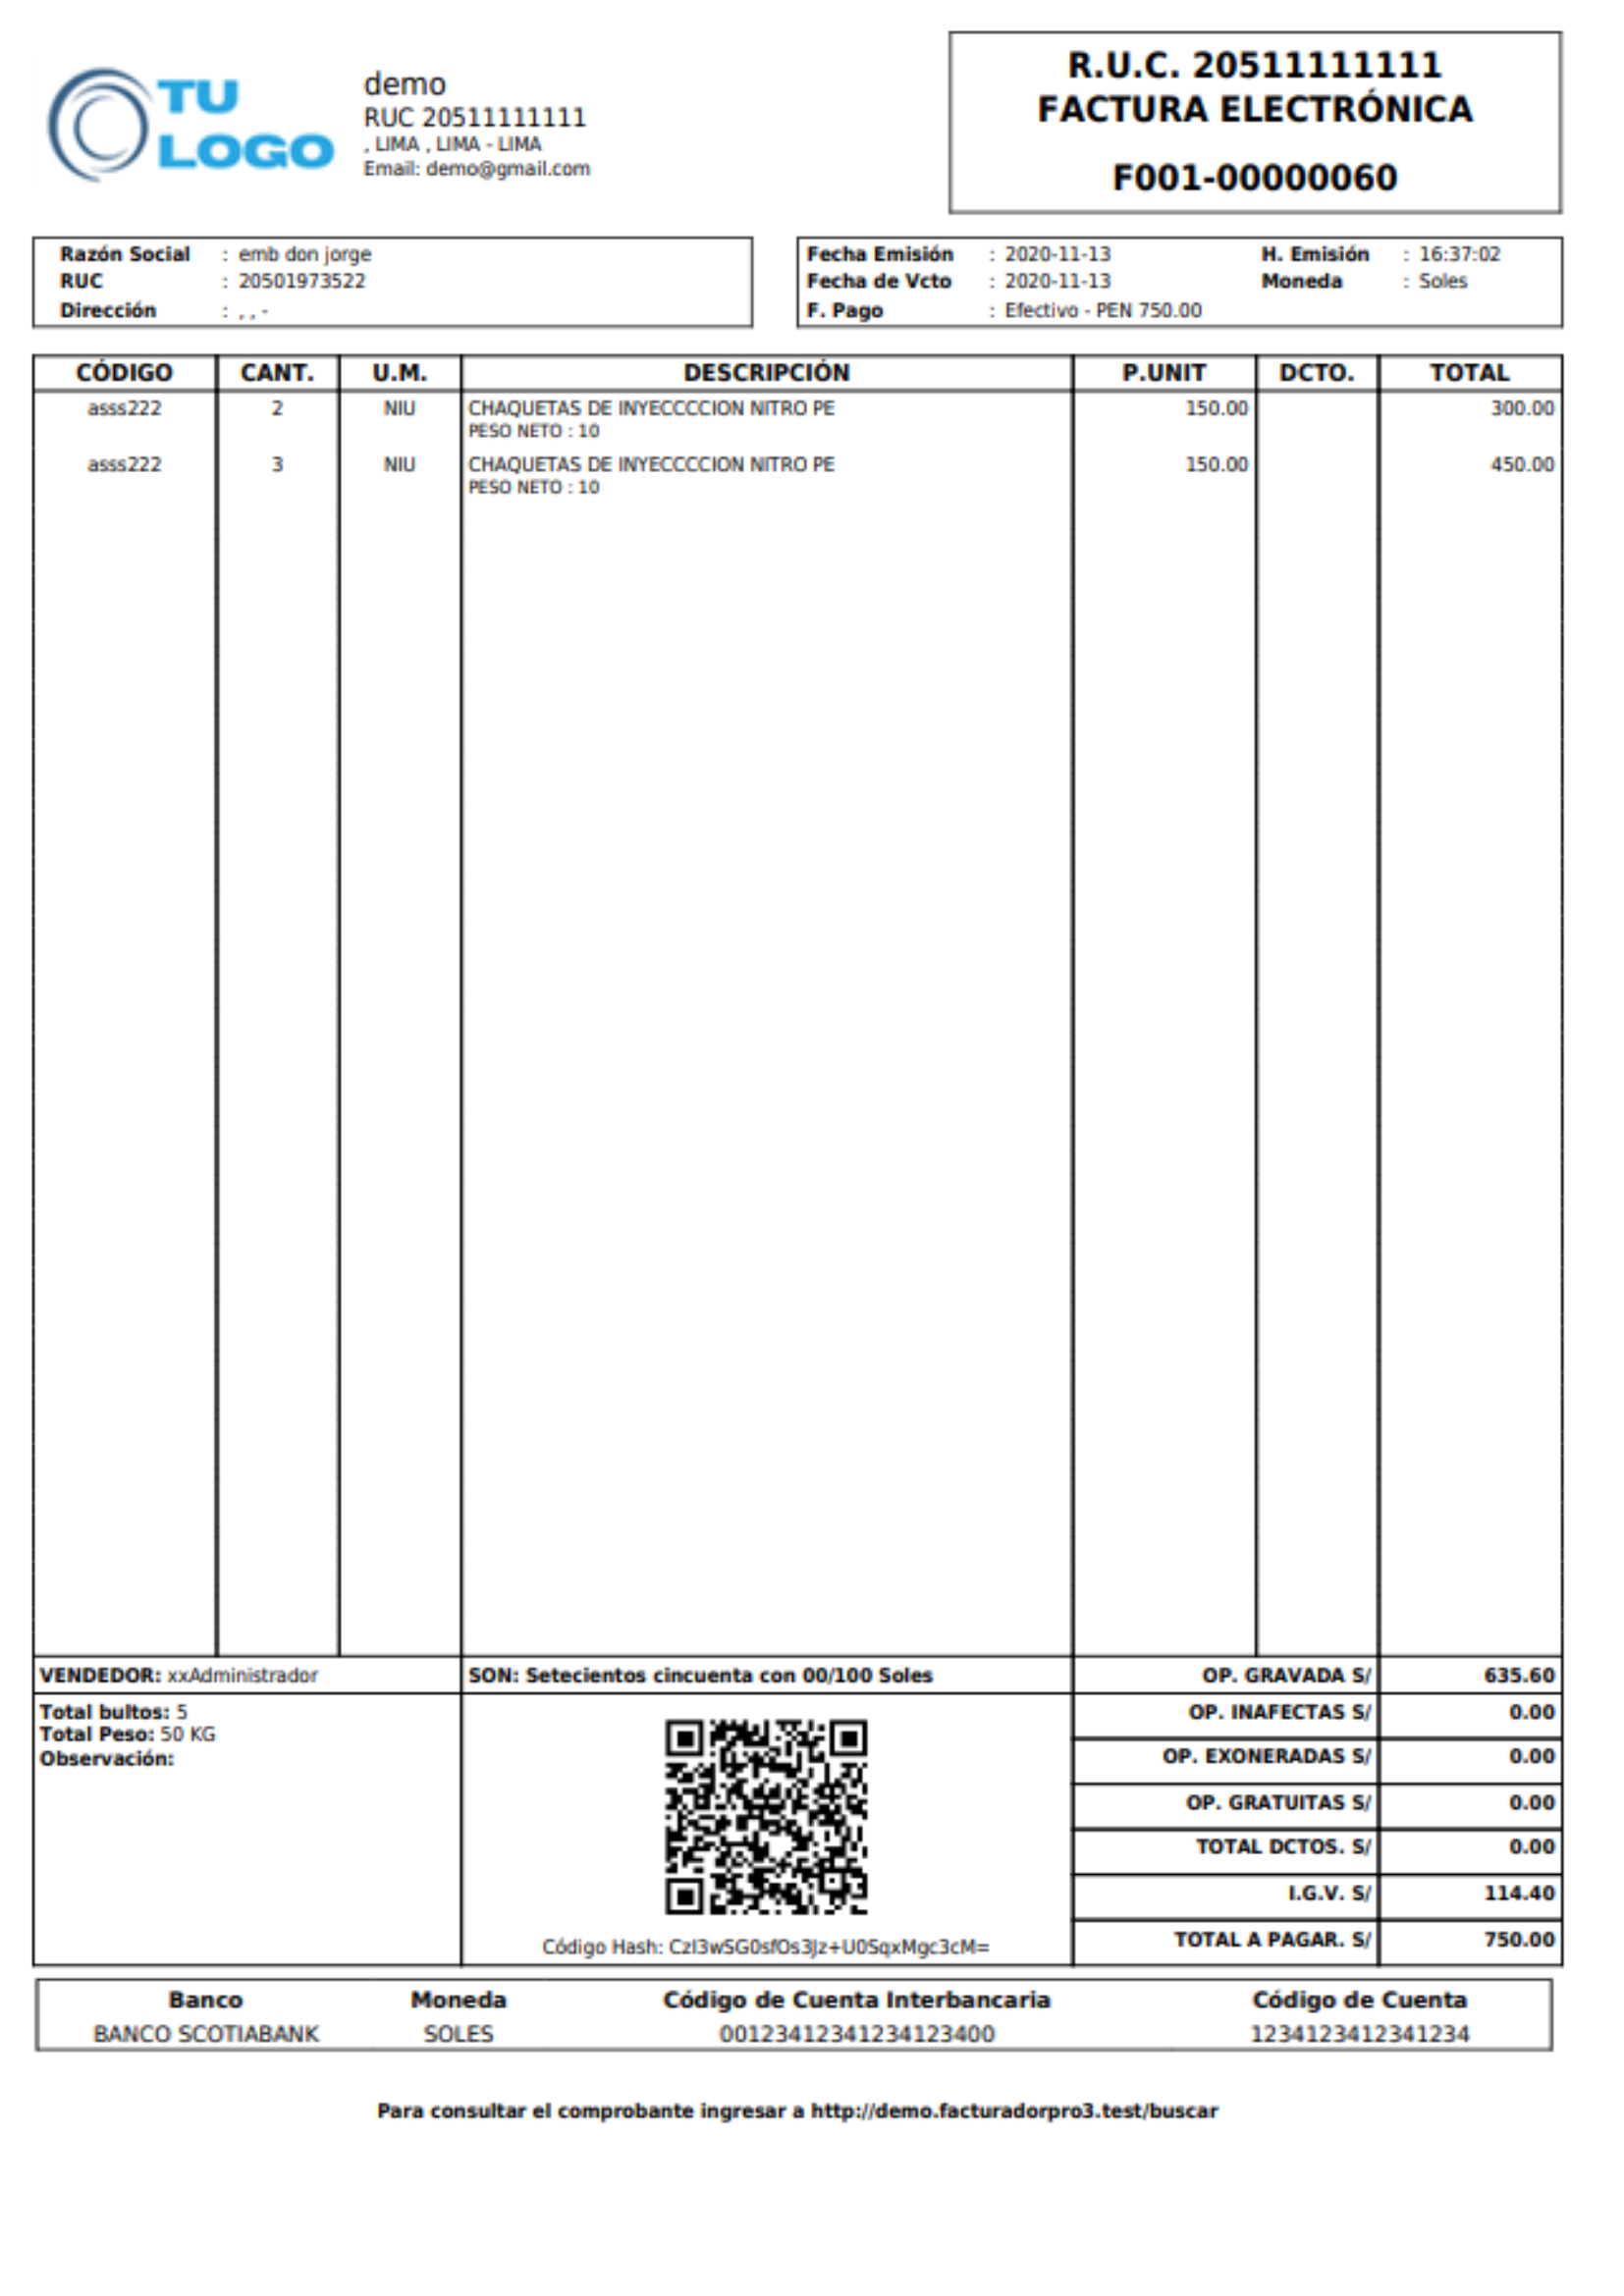 TU
LOGO
demo
RUC 20511111111
, LIMA , LIMA - LIMA
Email: demo@gmail.com
R.U.C. 20511111111
FACTURA ELECTRÓNICA
F001-00000060
Razón Social : emb don jorge
RUC : 20501973522
Dirección : , , -
Fecha Emisión : 2020-11-13 H. Emisión : 16:37:02
Fecha de Vcto : 2020-11-13 Moneda : Soles
F. Pago : Efectivo - PEN 750.00
CÓDIGO CANT. U.M. DESCRIPCIÓN P.UNIT DCTO. TOTAL
asss222 2 NIU CHAQUETAS DE INYECCCCION NITRO PE 150.00 300.00
PESO NETO : 10
asss222 3 NIU CHAQUETAS DE INYECCCCION NITRO PE 150.00 450.00
PESO NETO : 10
VENDEDOR: xxAdministrador SON: Setecientos cincuenta con 00/100 Soles OP. GRAVADA S/ 635.60
Total bultos: 5
Total Peso: 50 KG
Observación:
Código Hash: CzI3wSG0sfOs3Jz+U0SqxMgc3cM=
OP. INAFECTAS S/ 0.00
OP. EXONERADAS S/ 0.00
OP. GRATUITAS S/ 0.00
TOTAL DCTOS. S/ 0.00
I.G.V. S/ 114.40
TOTAL A PAGAR. S/ 750.00
Banco Moneda Código de Cuenta Interbancaria Código de Cuenta
BANCO SCOTIABANK SOLES 00123412341234123400 1234123412341234
Para consultar el comprobante ingresar a http://demo.facturadorpro3.test/buscar